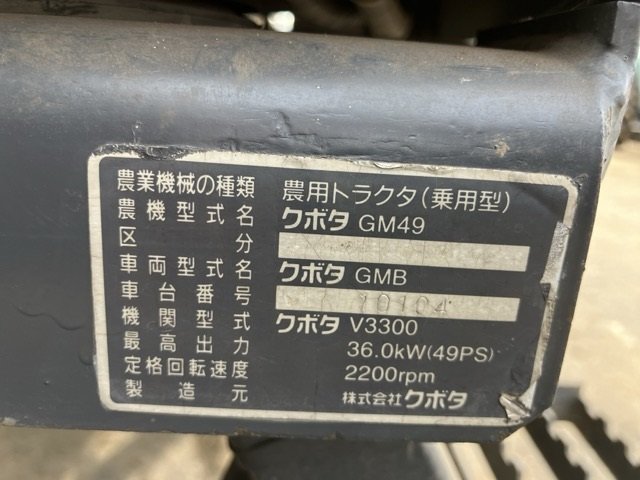 農業機械の種類 農用トラクタ(乗用型)
農機型式名 クボタ GM49
区分
車両型式名 クボタ GMB
車台番号 10104
機関型式 クボタ V3300
最高出力 36.0kW(49PS)
定格回転速度 2200rpm
製造元 株式会社クボタ